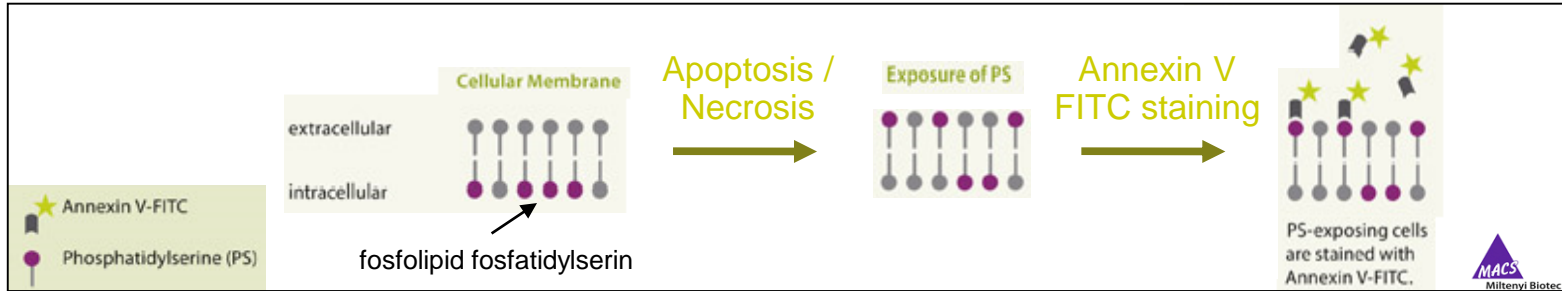 Annexin V-FITC
Phosphatidylserine (PS)
Cellular Membrane
extracellular
intracellular
fosfolipid fosfatidylserin
Apoptosis /
Necrosis
Exposure of PS
Annexin V
FITC staining
PS-exposing cells
are stained with
Annexin V-FITC.
MACS
Miltenyi Biotec